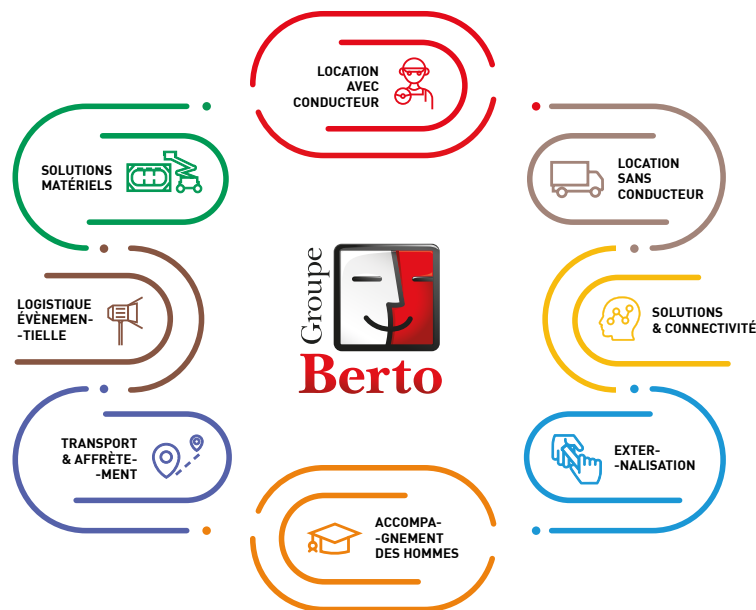 LOCATION
AVEC
CONDUCTEUR
SOLUTIONS
MATÉRIELS
LOCATION
SANS
CONDUCTEUR
LOGISTIQUE
ÉVÈNEMEN-
-TIELLE
Groupe
Berto
SOLUTIONS
& CONNECTIVITÉ
TRANSPORT
& AFFRÈTE-
-MENT
EXTER-
-NALISATION
ACCOMPA-
-GNEMENT
DES HOMMES